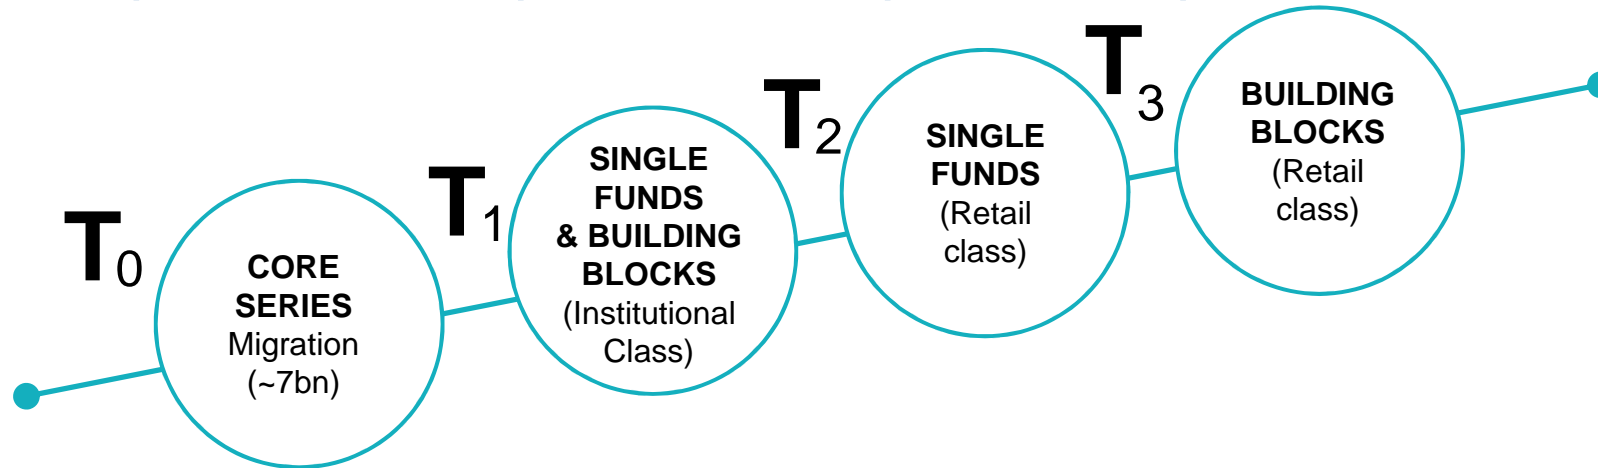 T0
CORE
SERIES
Migration
(~7bn)
T1
SINGLE
FUNDS
& BUILDING
BLOCKS
(Institutional
Class)
T2
SINGLE
FUNDS
(Retail
class)
T3
BUILDING
BLOCKS
(Retail
class)